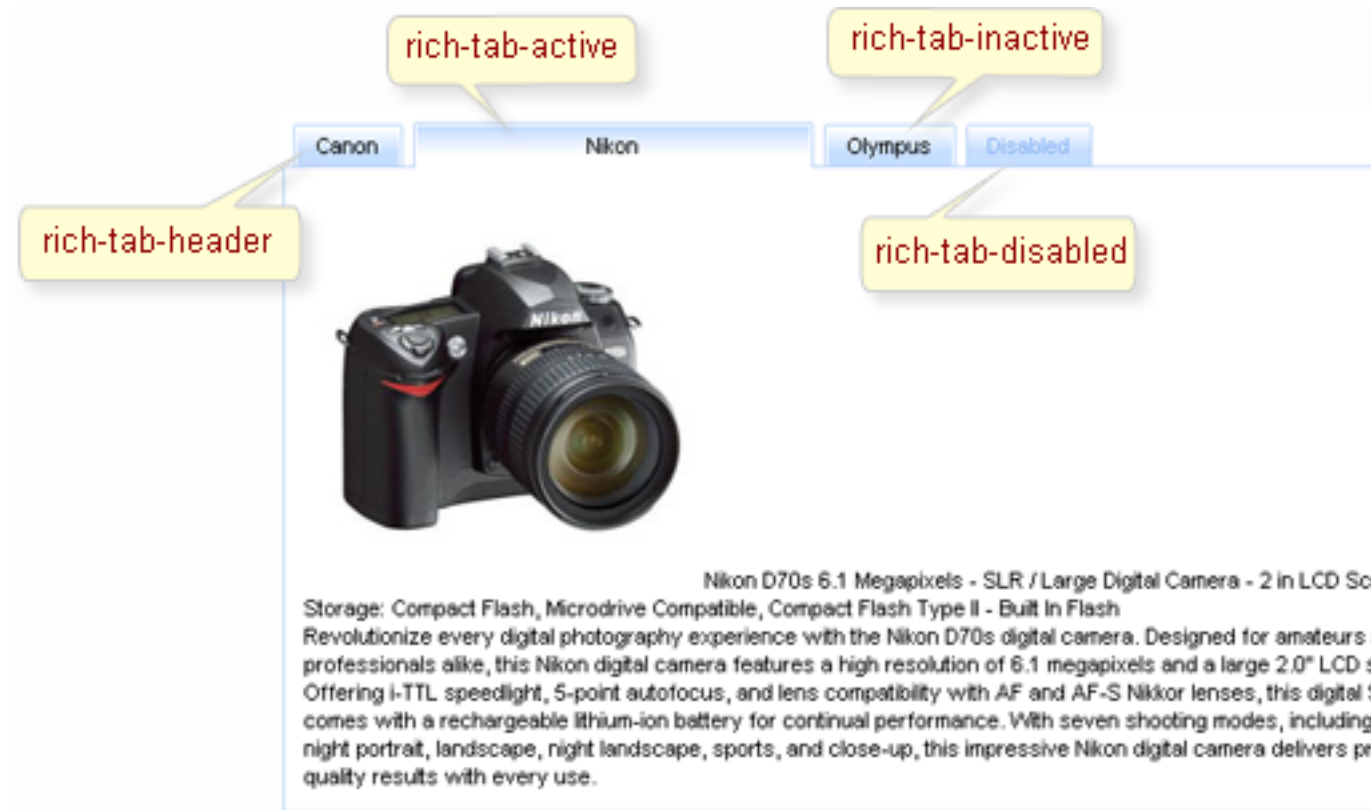 rich-tab-active
rich-tab-inactive
Canon
Nikon
Olympus
Disabled
rich-tab-header
rich-tab-disabled
Nikon
Nikon D70s 6.1 Megapixels - SLR / Large Digital Camera - 2 in LCD
Storage: Compact Flash, Microdrive Compatible, Compact Flash Type II - Built In Flash
Revolutionize every digital photography experience with the Nikon D70s digital camera. Designed for amateurs
professionals alike, this Nikon digital camera features a high resolution of 6.1 megapixels and a large 2.0" LCD
Offering i-TTL speedlight, 5-point autofocus, and lens compatibility with AF and AF-S Nikkor lenses, this digital
comes with a rechargeable lithium-ion battery for continual performance. With seven shooting modes, including
night portrait, landscape, night landscape, sports, and close-up, this impressive Nikon digital camera delivers
quality results with every use.